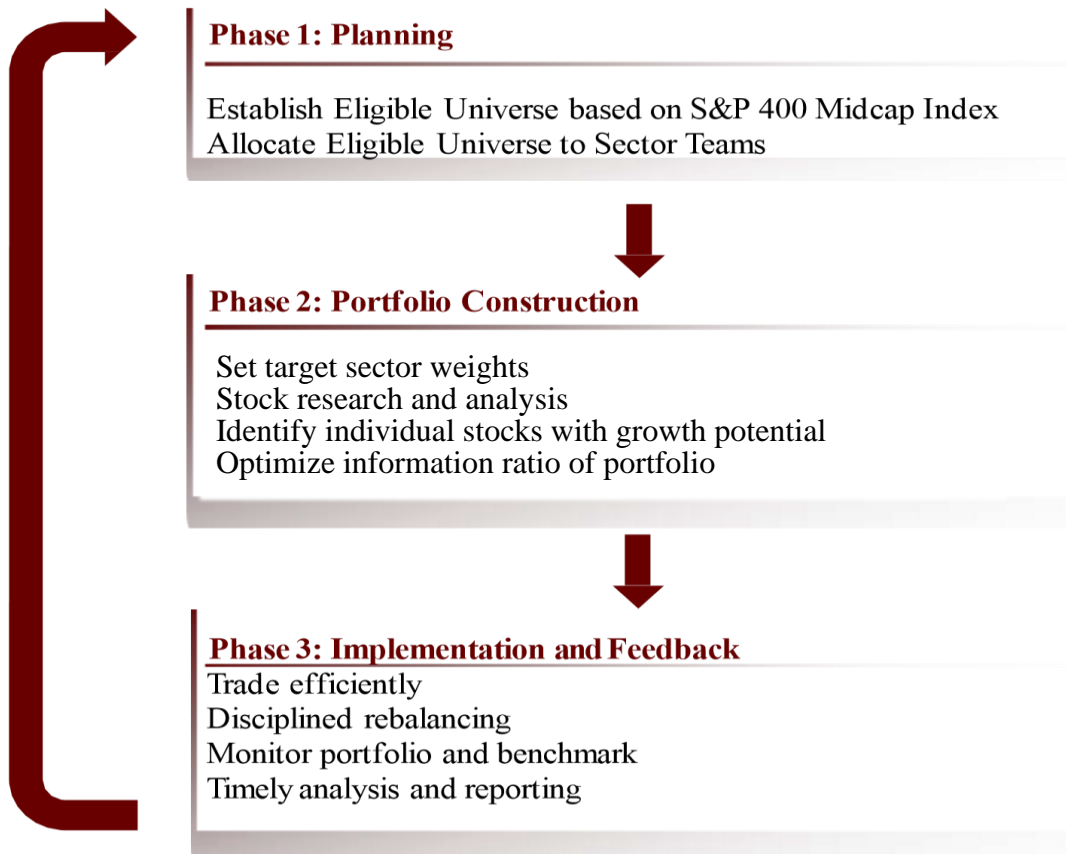 Phase 1: Planning
Establish Eligible Universe based on S&P 400 Midcap Index
Allocate Eligible Universe to Sector Teams
Phase 2: Portfolio Construction
Set target sector weights
Stock research and analysis
Identify individual stocks with growth potential
Optimize information ratio of portfolio
Phase 3: Implementation and Feedback
Trade efficiently
Disciplined rebalancing
Monitor portfolio and benchmark
Timely analysis and reporting